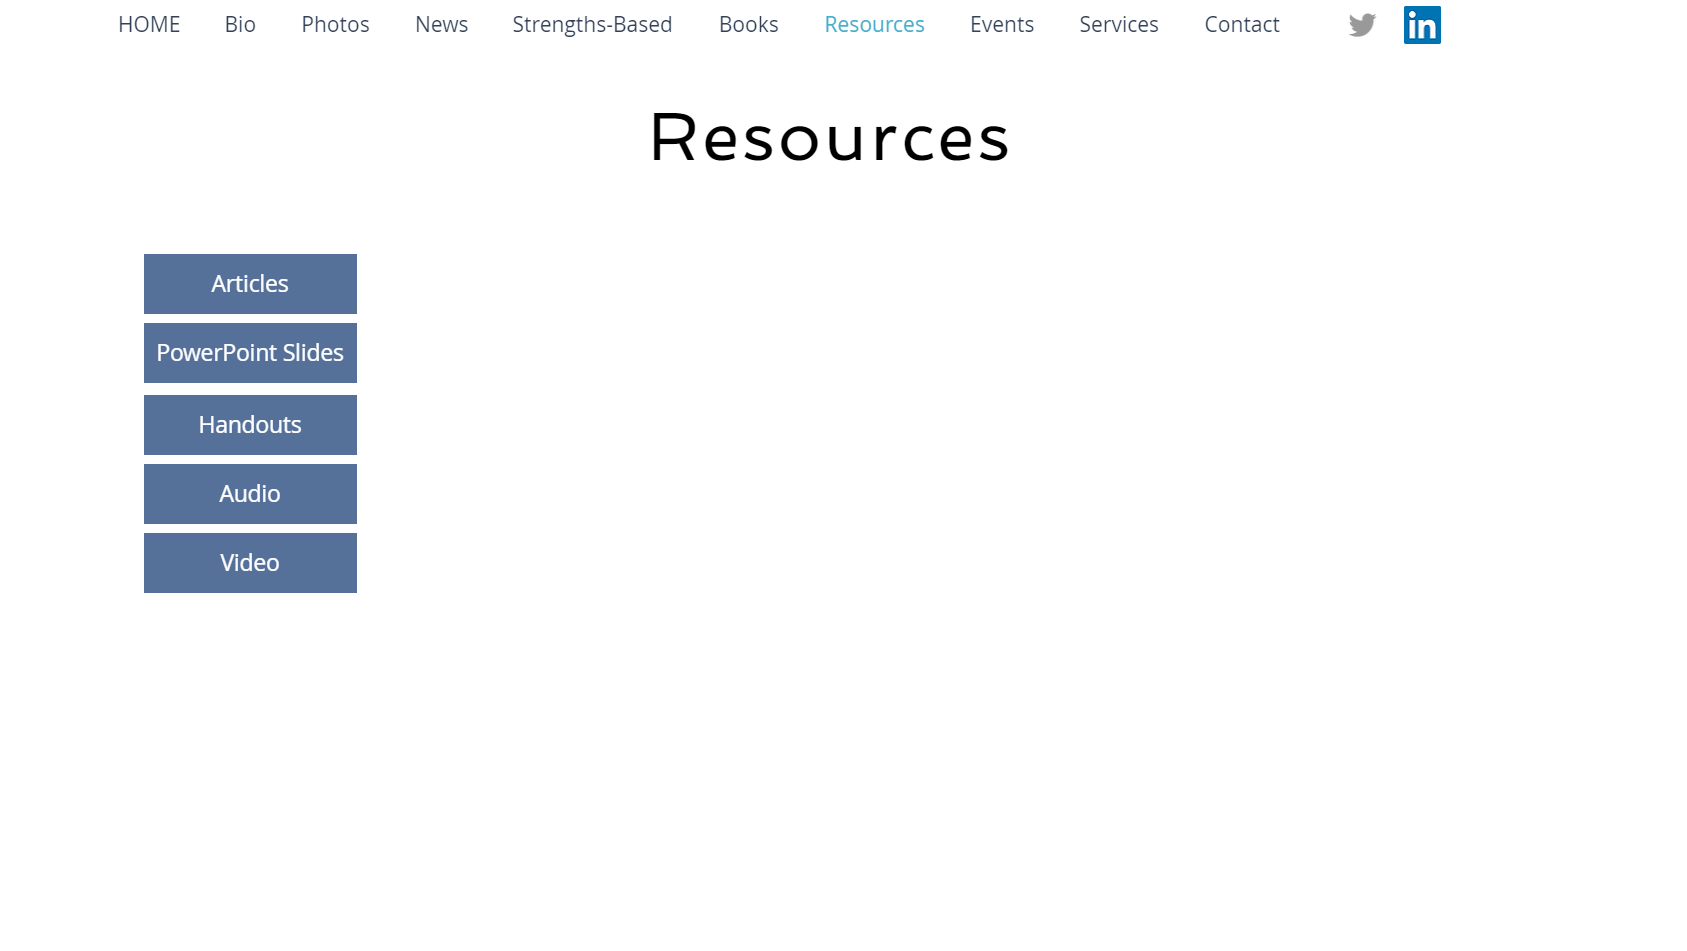 HOME Bio Photos News Strengths-Based Books Resources Events Services Contact in
Resources
Articles
PowerPoint Slides
Handouts
Audio
Video